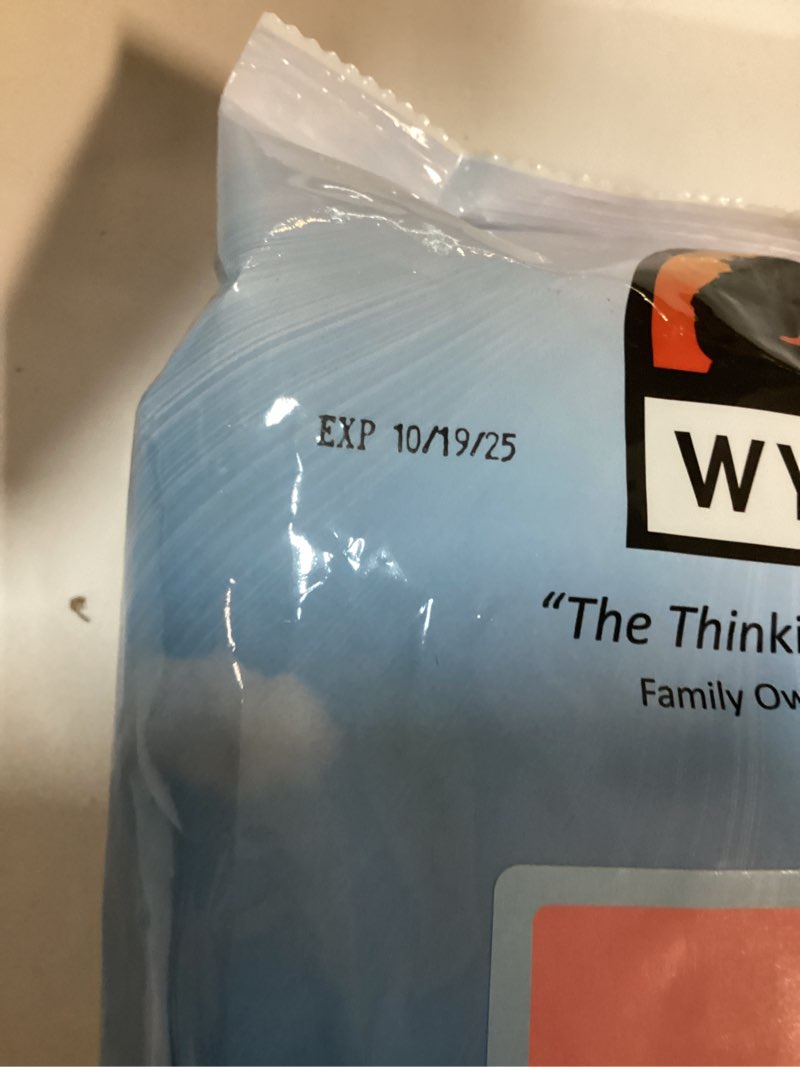 EXP 10/19/25
WY
“The Thinki
Family Ow